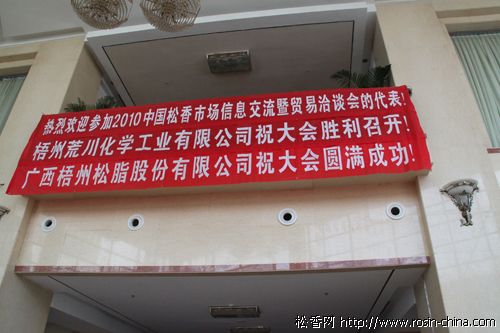 热烈欢迎参加2010中国松香市场信息交流暨贸易洽谈会的代表!
梧州荒川化学工业有限公司祝大会胜利召开!
广西梧州松脂股份有限公司祝大会圆满成功!
松香网 http://www.rosin-china.com